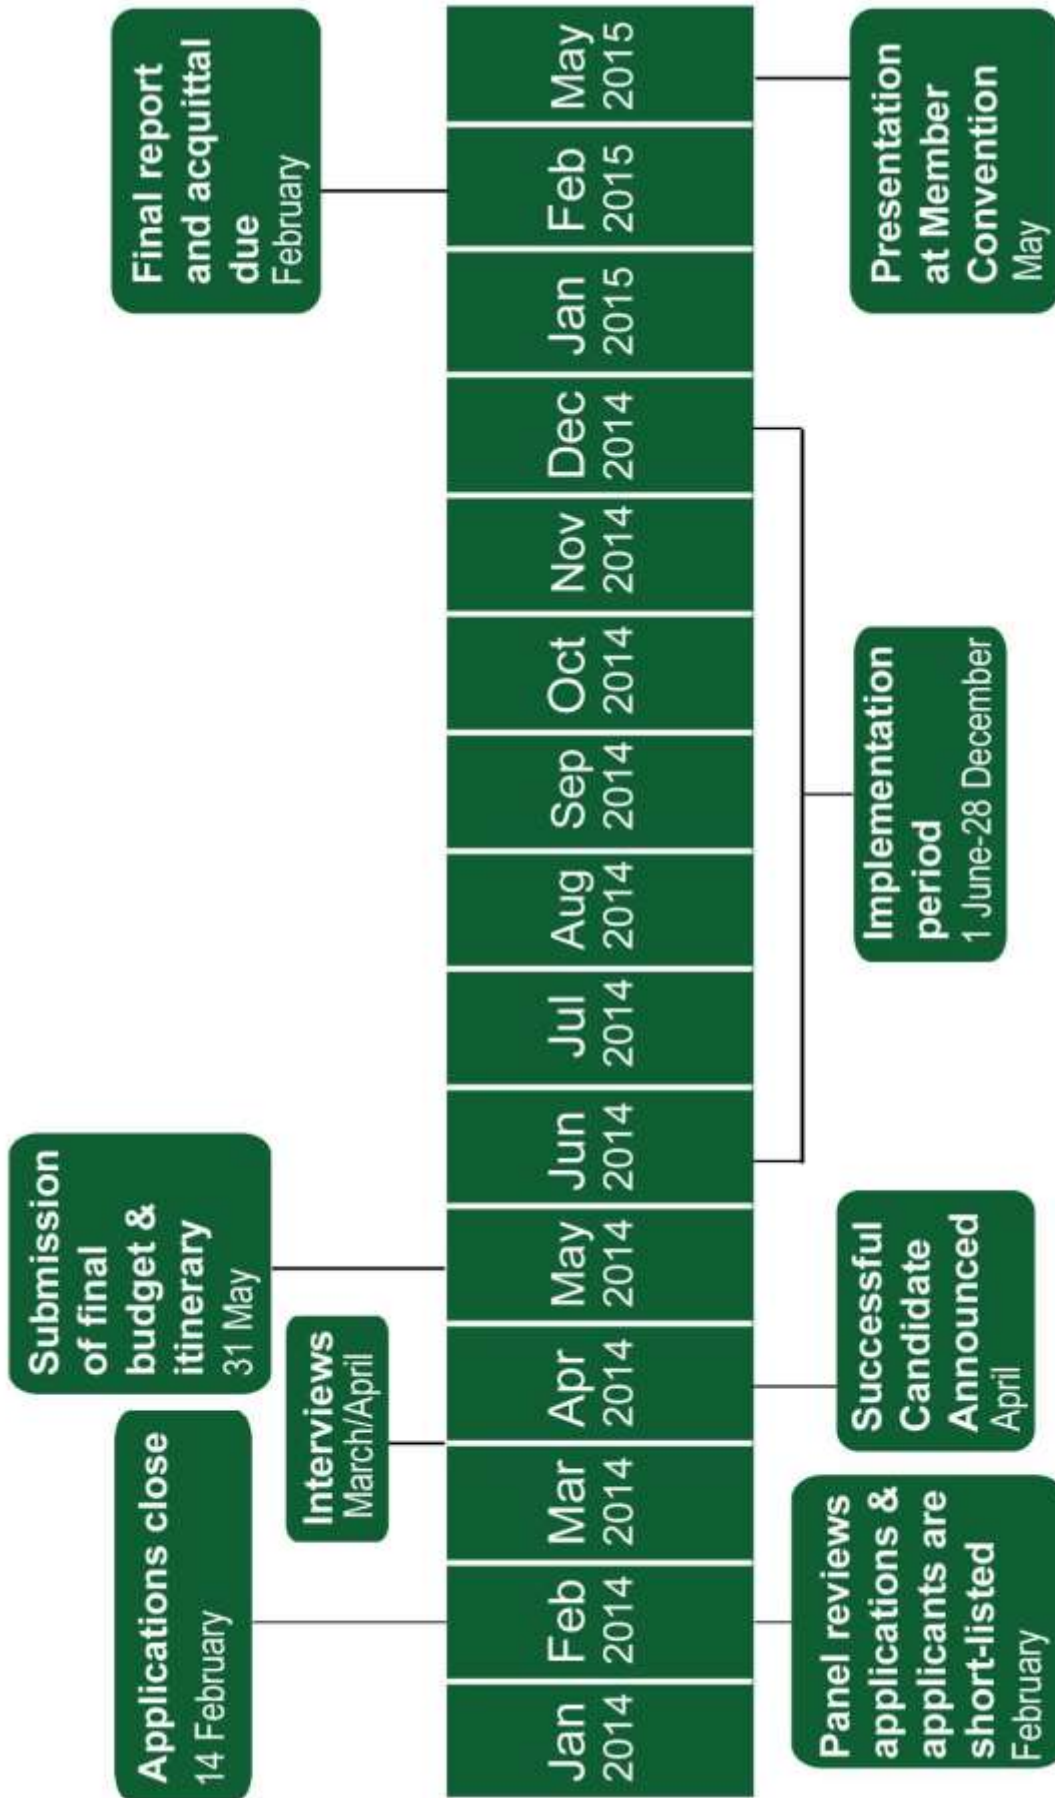 Applications close
14 February
Interviews
March/April
Submission
of final
budget &
itinerary
31 May
Final report
and acquittal
due
February
Jan
2014
Feb
2014
Mar
2014
Apr
2014
May
2014
Jun
2014
Jul
2014
Aug
2014
Sep
2014
Oct
2014
Nov
2014
Dec
2014
Jan
2015
Feb
2015
May
2015
Panel reviews
applications &
applicants are
short-listed
February
Successful
Candidate
Announced
April
Implementation
period
1 June-28 December
Presentation
at Member
Convention
May